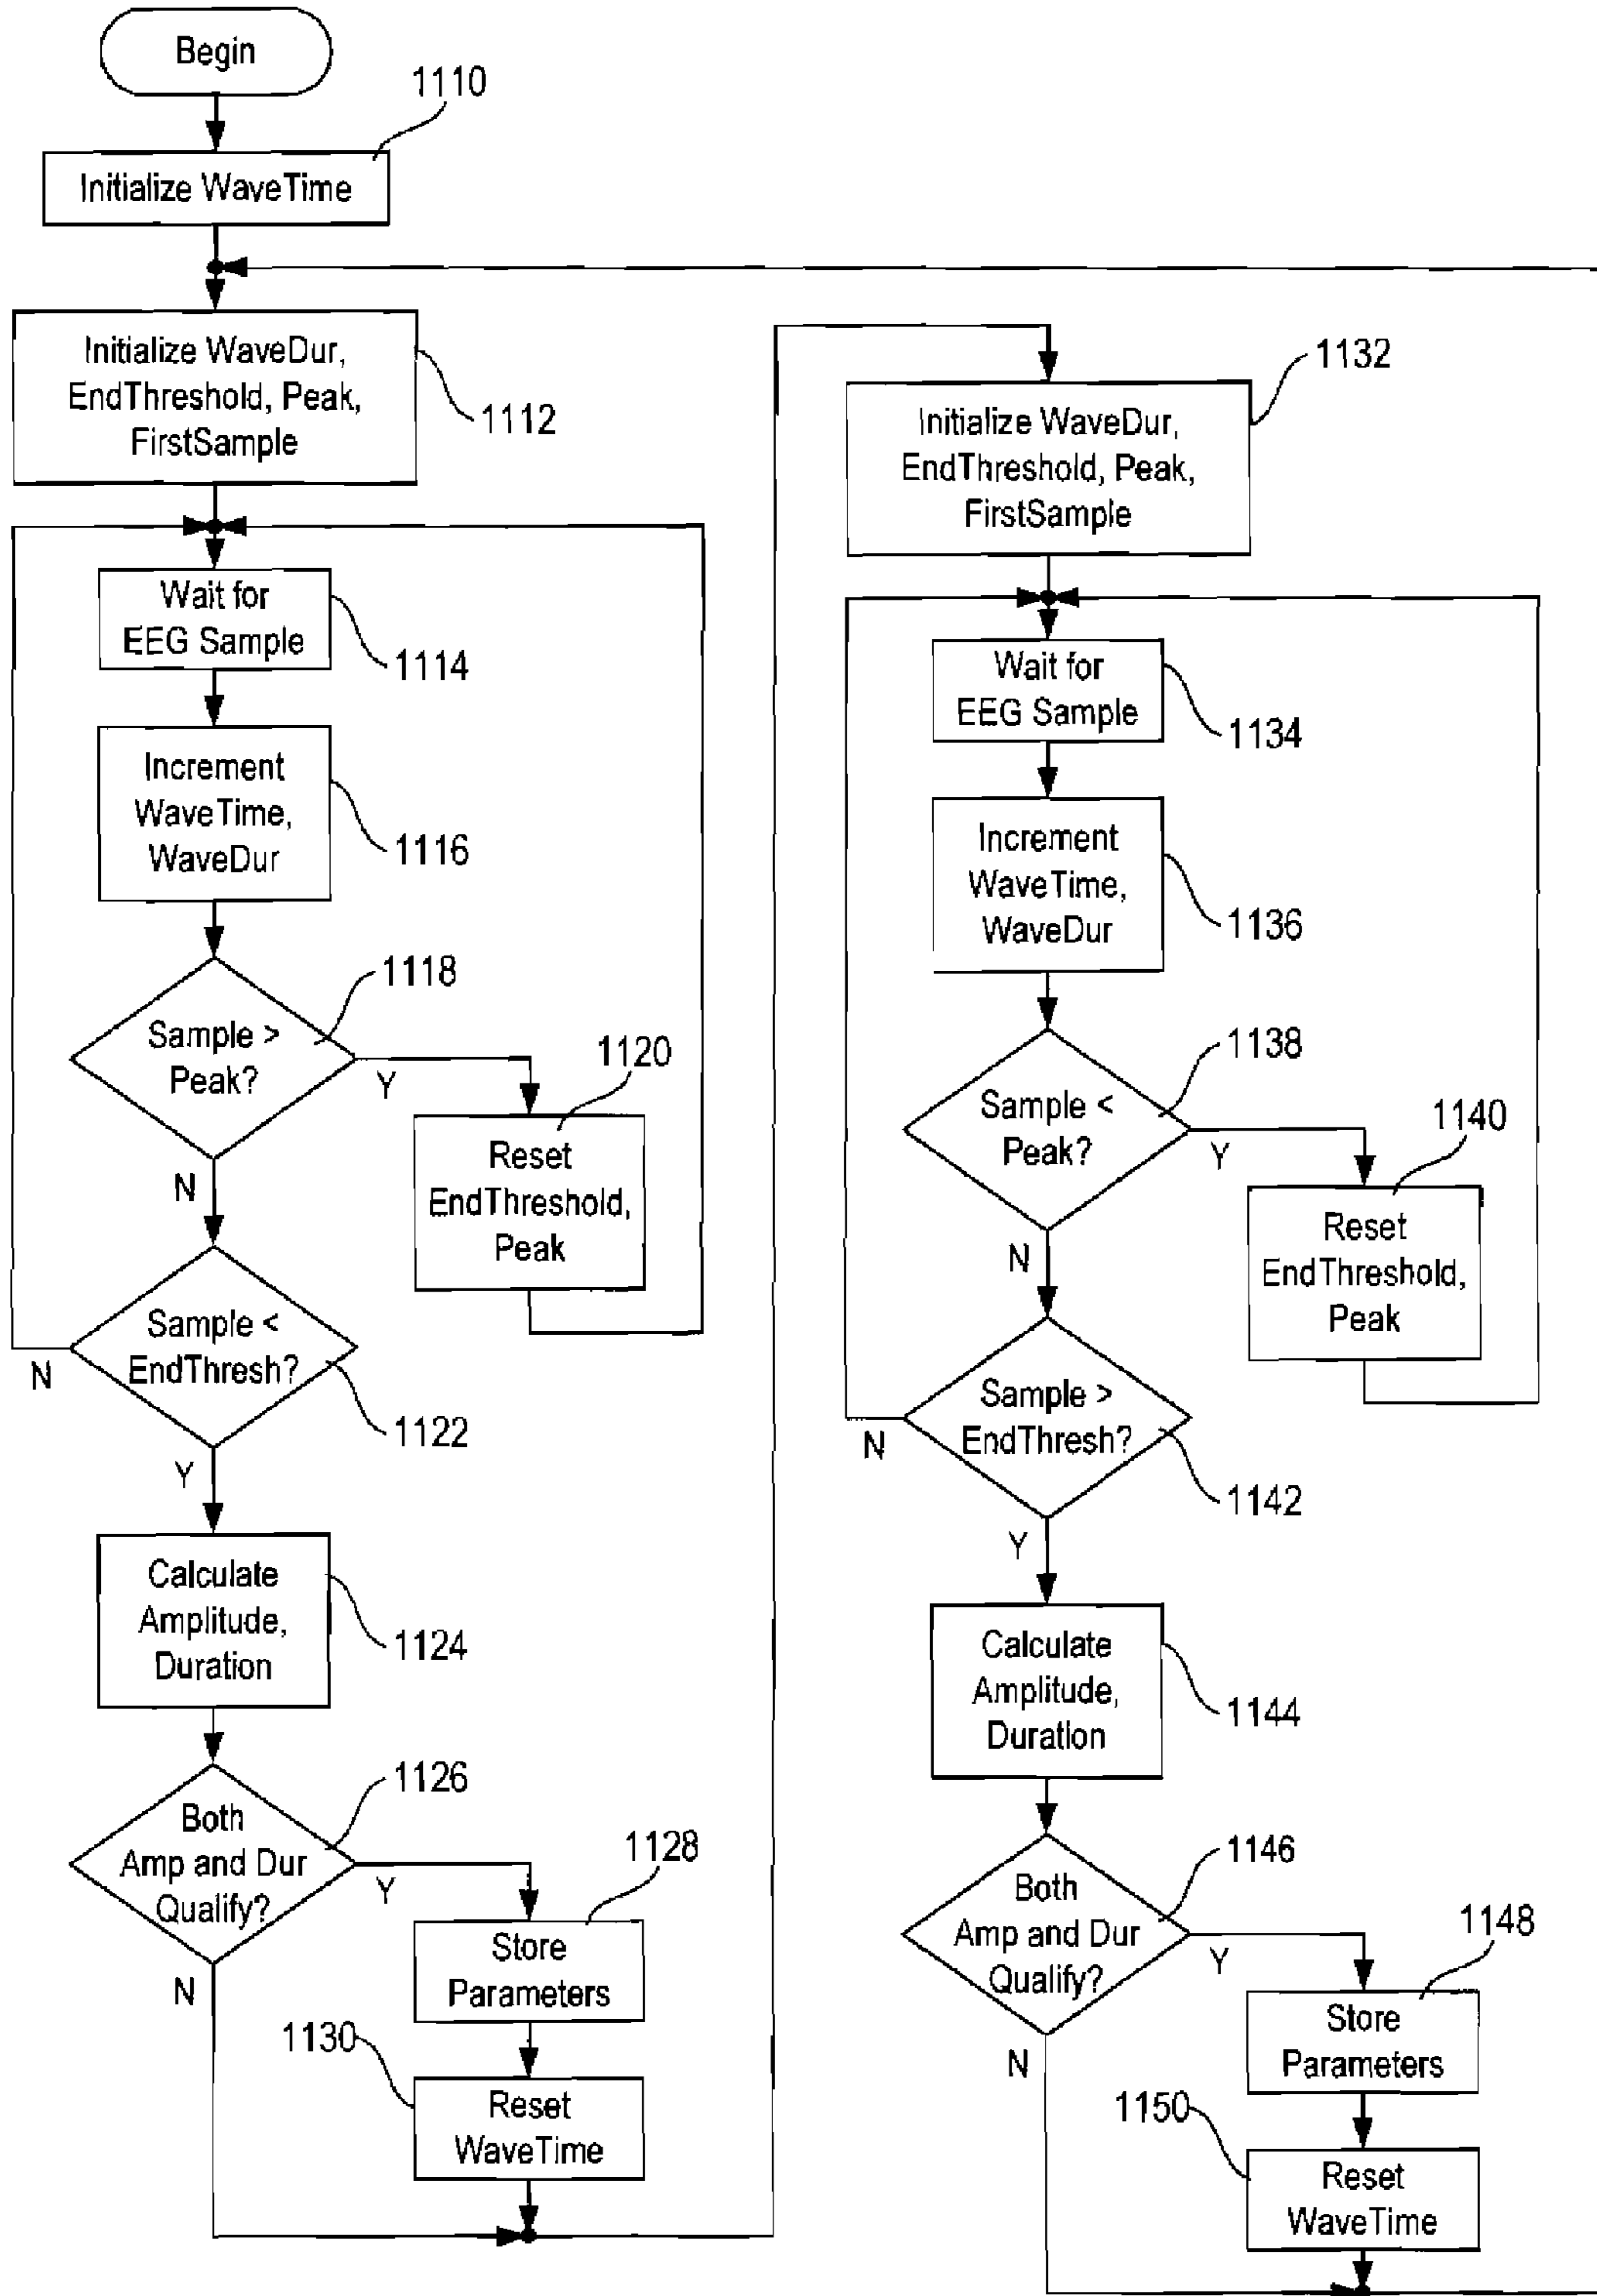 Begin
1110
Initialize WaveTime
Initialize WaveDur,
EndThreshold, Peak,
FirstSample
1112
Wait for
EEG Sample
1114
Increment
WaveTime,
WaveDur
1116
1118
Sample >
Peak?
Y
N
1120
Reset
EndThreshold,
Peak
Sample <
EndThresh?
N
1122
Y
Calculate
Amplitude,
Duration
1124
1126
Both
Amp and Dur
Qualify?
Y
N
1128
Store
Parameters
1130
Reset
WaveTime
1132
Initialize WaveDur,
EndThreshold, Peak,
FirstSample
Wait for
EEG Sample
1134
Increment
WaveTime,
WaveDur
1136
1138
Sample <
Peak?
Y
N
1140
Reset
EndThreshold,
Peak
Sample >
EndThresh?
N
1142
Y
Calculate
Amplitude,
Duration
1144
1146
Both
Amp and Dur
Qualify?
Y
N
1148
Store
Parameters
1150
Reset
WaveTime